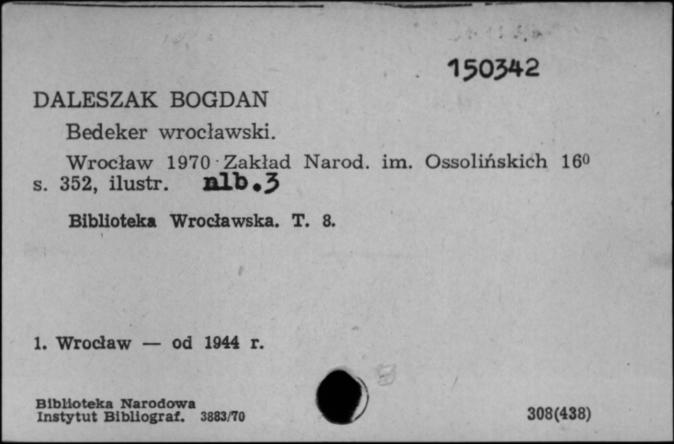 150342
DALESZAK BOGDAN
Bedeker wrocławski.
Wrocław 1970 Zakład Narod. im. Ossolińskich 16⁰
s. 352, ilustr. nlb.3
Biblioteka Wrocławska. T. 8.
1. Wrocław — od 1944 r.
Biblioteka Narodowa
Instytut Bibliograf. 3883/70
308(438)